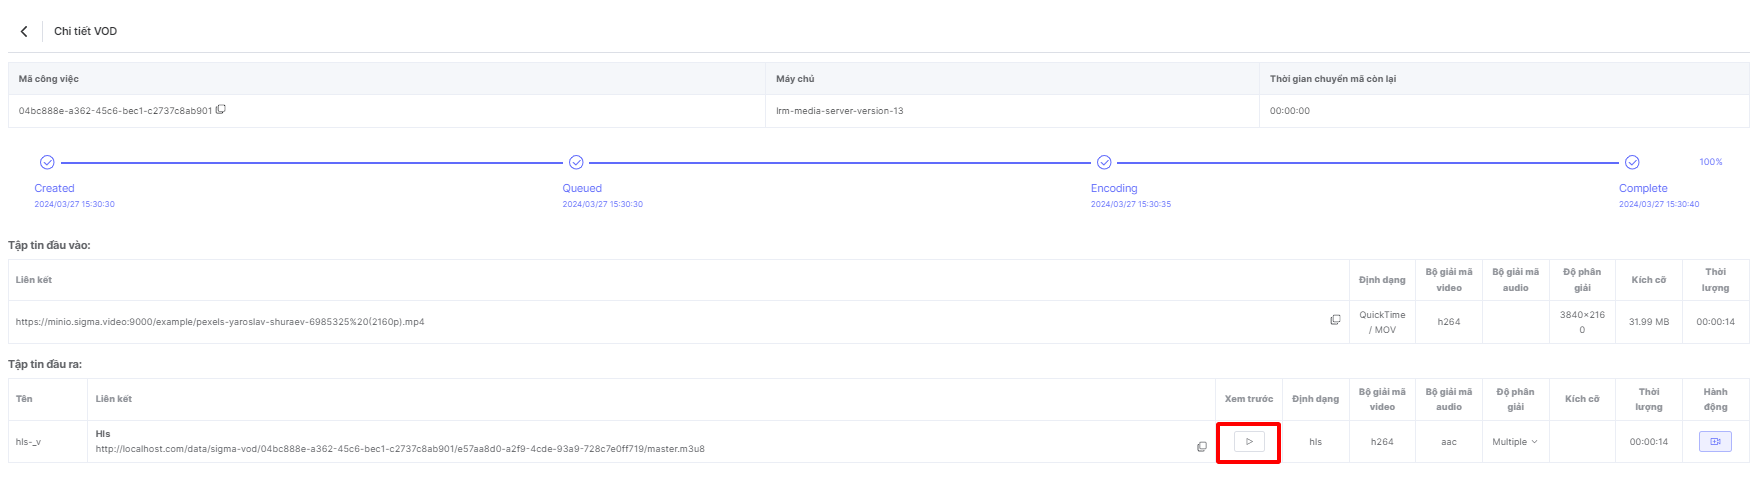 Chi tiết VOD
Mã công việc
Máy chủ
Thời gian chuyển mã còn lại
04bc888e-a362-45c6-bec1-c2737c8ab901
lrm-media-server-version-13
00:00:00
100%
Created
Queued
Encoding
Complete
2024/03/27 15:30:30
2024/03/27 15:30:30
2024/03/27 15:30:35
2024/03/27 15:30:40
Tập tin đầu vào:
Liên kết
Định dạng
Bộ giải mã
video
Bộ giải mã
audio
Độ phân
giải
Kích cỡ
Thời
lượng
https://minio.sigma.video:9000/example/pexels-yaroslav-shuraev-6985325%20(2160p).mp4
QuickTime
/ MOV
h264
3840x216
0
31.99 MB
00:00:14
Tập tin đầu ra:
Tên
Liên kết
Xem trước
Định dạng
Bộ giải mã
video
Bộ giải mã
audio
Độ phân
giải
Kích cỡ
Thời
lượng
Hành
động
hls-_v
Hls
http://localhost.com/data/sigma-vod/04bc888e-a362-45c6-bec1-c2737c8ab901/e57aa8d0-a2f9-4cde-93a9-728c7e0ff719/master.m3u8
hls
h264
aac
Multiple
00:00:14